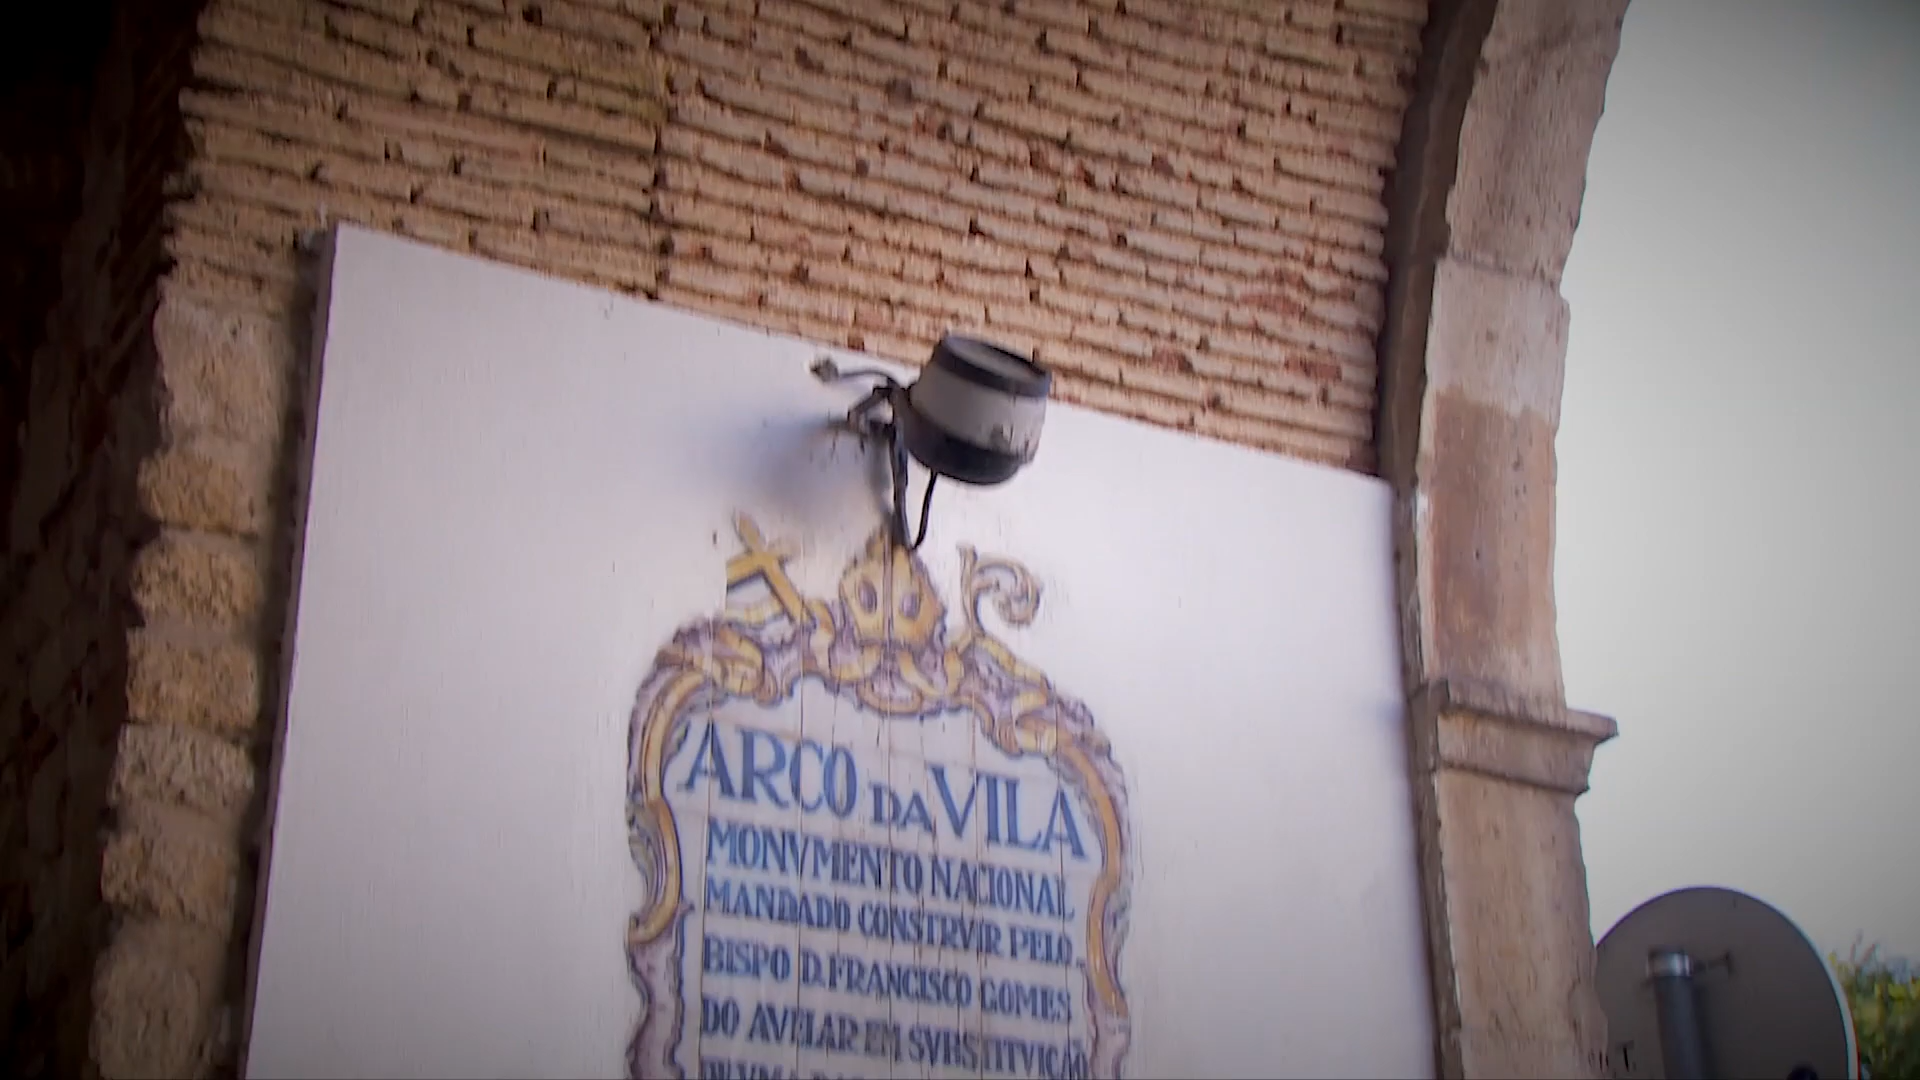 ARCO DA VILA
MONVMENTO NACIONAL
MANDADO CONSTRVIR PELO
BISPO D. FRANCISCO GOMES
DO AVELAR EM SVBSTITVIÇÃO